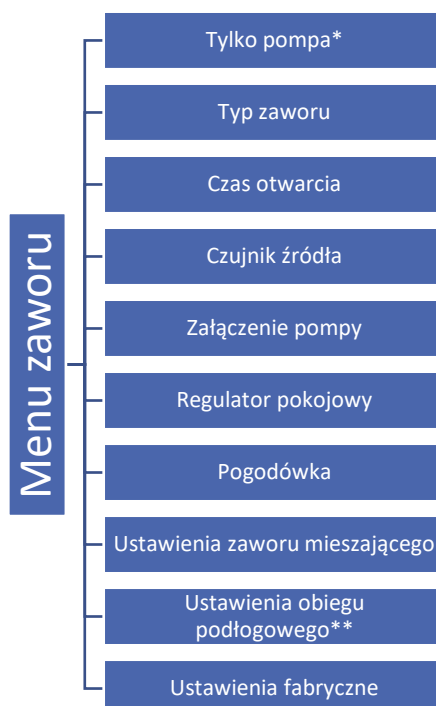 Menu zaworu
Tylko pompa*
Typ zaworu
Czas otwarcia
Czujnik źródła
Załączenie pompy
Regulator pokojowy
Pogodówka
Ustawienia zaworu mieszającego
Ustawienia obiegu
podłogowego**
Ustawienia fabryczne